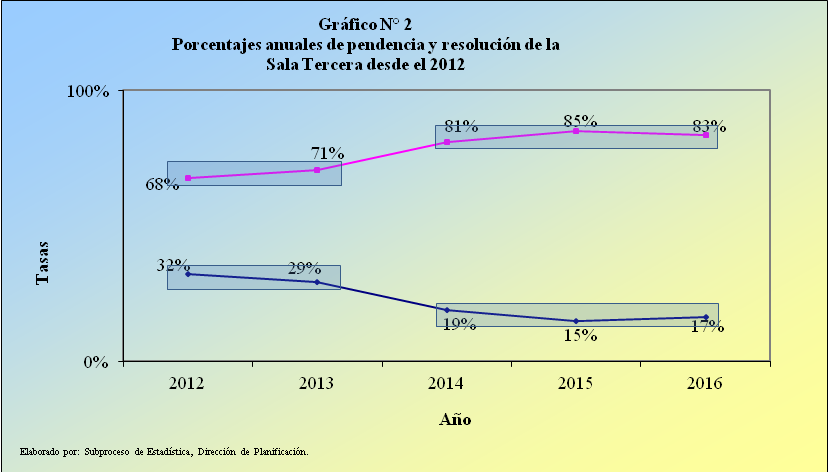 Gráfico N° 2
Porcentajes anuales de pendencia y resolución de la
Sala Tercera desde el 2012
100%
81%
85%
83%
71%
68%
Tasas
32%
29%
19%
15%
17%
0%
2012 2013 2014 2015 2016
Año
Elaborado por: Subproceso de Estadística, Dirección de Planificación.